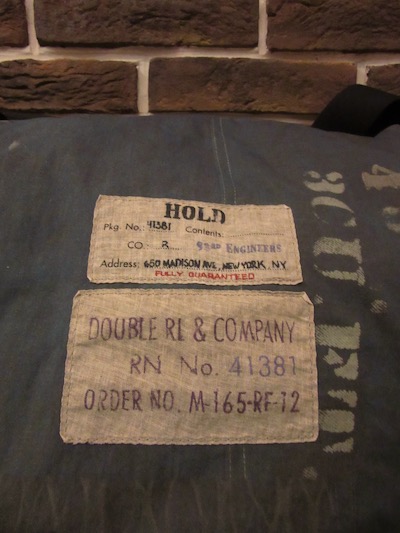 HOLD
Pkg. No.: 41381 Contents:
CO. R ENGINEERS
Address: 650 MADISON AVE., NEW YORK, NY
FULLY GUARANTEED
DOUBLE RL & COMPANY
RN No. 41381
ORDER NO. M-165-RF-12